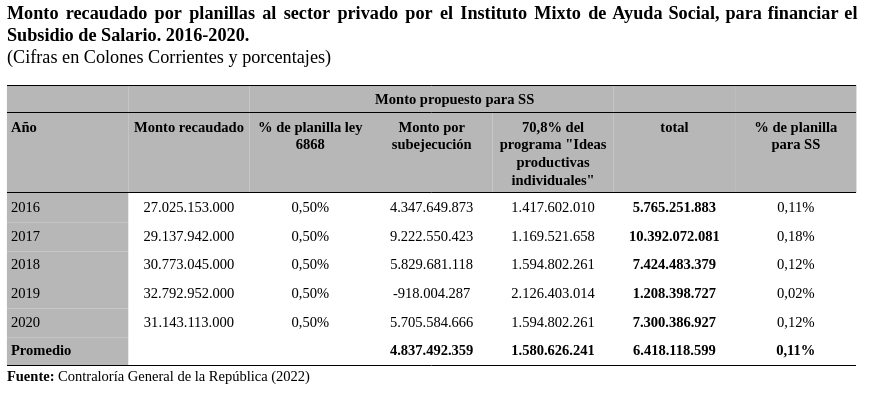 Monto recaudado por planillas al sector privado por el Instituto Mixto de Ayuda Social, para financiar el
Subsidio de Salario. 2016-2020.
(Cifras en Colones Corrientes y porcentajes)
Monto propuesto para SS
Año Monto recaudado % de planilla ley Monto por 70,8% del total % de planilla
6868 subejecución programa "Ideas para SS
productivas
individuales"
2016 27.025.153.000 0,50% 4.347.649.873 1.417.602.010 5.765.251.883 0,11%
2017 29.137.942.000 0,50% 9.222.550.423 1.169.521.658 10.392.072.081 0,18%
2018 30.773.045.000 0,50% 5.829.681.118 1.594.802.261 7.424.483.379 0,12%
2019 32.792.952.000 0,50% -918.004.287 2.126.403.014 1.208.398.727 0,02%
2020 31.143.113.000 0,50% 5.705.584.666 1.594.802.261 7.300.386.927 0,12%
Promedio 4.837.492.359 1.580.626.241 6.418.118.599 0,11%
Fuente: Contraloría General de la República (2022)